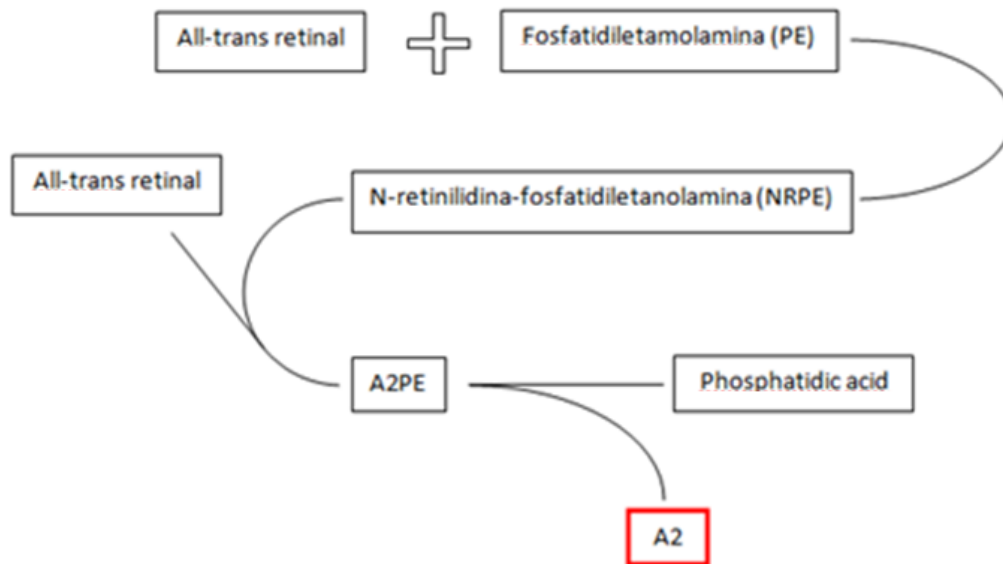 All-trans retinal
Fosfatidiletamolamina (PE)
All-trans retinal
N-retinilidina-fosfatidiletanolamina (NRPE)
A2PE
Phosphatidic acid
A2